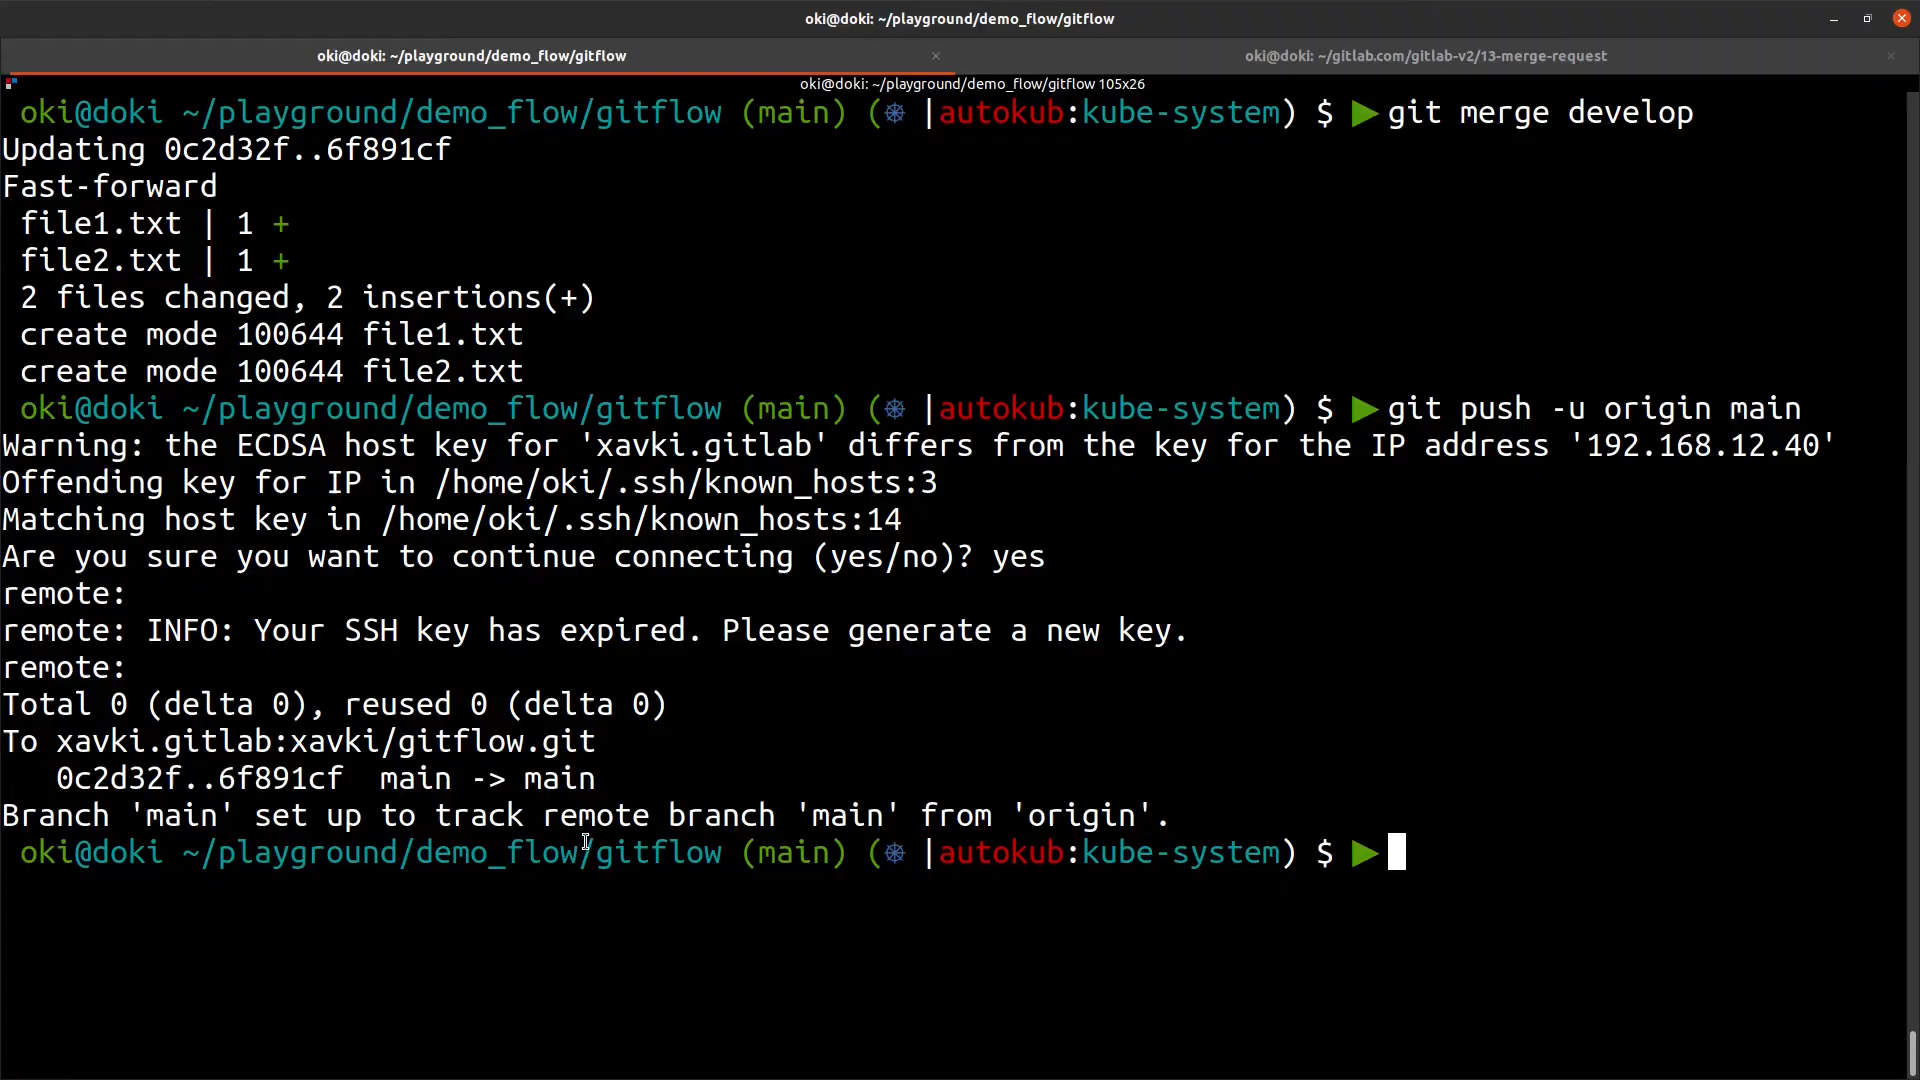 oki@doki: ~/playground/demo_flow/gitflow
oki@doki: ~/playground/demo_flow/gitflow × oki@doki: ~/gitlab.com/gitlab-v2/13-merge-request ×
oki@doki: ~/playground/demo_flow/gitflow 105x26
oki@doki ~/playground/demo_flow/gitflow (main) (⎈ |autokub:kube-system) $ ▶git merge develop
Updating 0c2d32f..6f891cf
Fast-forward
 file1.txt | 1 +
 file2.txt | 1 +
 2 files changed, 2 insertions(+)
 create mode 100644 file1.txt
 create mode 100644 file2.txt
oki@doki ~/playground/demo_flow/gitflow (main) (⎈ |autokub:kube-system) $ ▶git push -u origin main
Warning: the ECDSA host key for 'xavki.gitlab' differs from the key for the IP address '192.168.12.40'
Offending key for IP in /home/oki/.ssh/known_hosts:3
Matching host key in /home/oki/.ssh/known_hosts:14
Are you sure you want to continue connecting (yes/no)? yes
remote:
remote: INFO: Your SSH key has expired. Please generate a new key.
remote:
Total 0 (delta 0), reused 0 (delta 0)
To xavki.gitlab:xavki/gitflow.git
   0c2d32f..6f891cf  main -> main
Branch 'main' set up to track remote branch 'main' from 'origin'.
oki@doki ~/playground/demo_flow/gitflow (main) (⎈ |autokub:kube-system) $ ▶